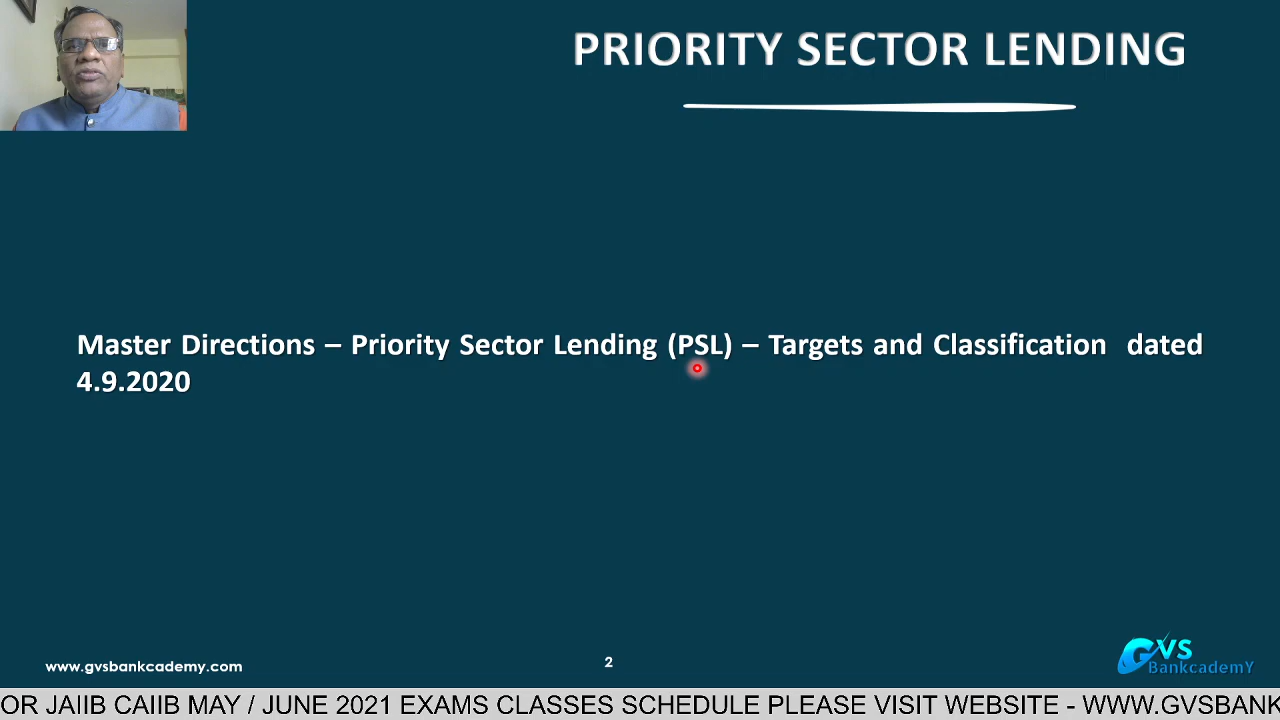 PRIORITY SECTOR LENDING
Master Directions – Priority Sector Lending (PSL) – Targets and Classification dated
4.9.2020
www.gvsbankcademy.com
2
GVS
BankcademY
OR JAIIB CAIIB MAY / JUNE 2021 EXAMS CLASSES SCHEDULE PLEASE VISIT WEBSITE - WWW.GVSBANK